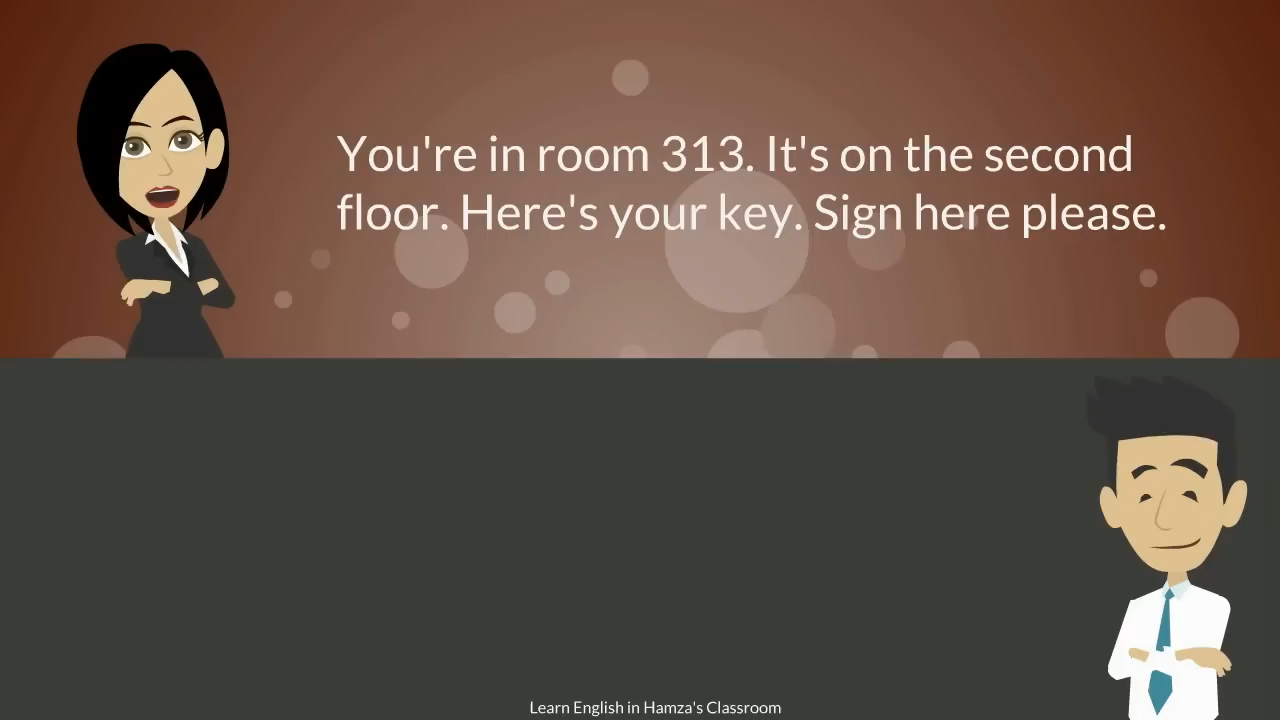 You're in room 313. It's on the second
floor. Here's your key. Sign here please.
Learn English in Hamza's Classroom